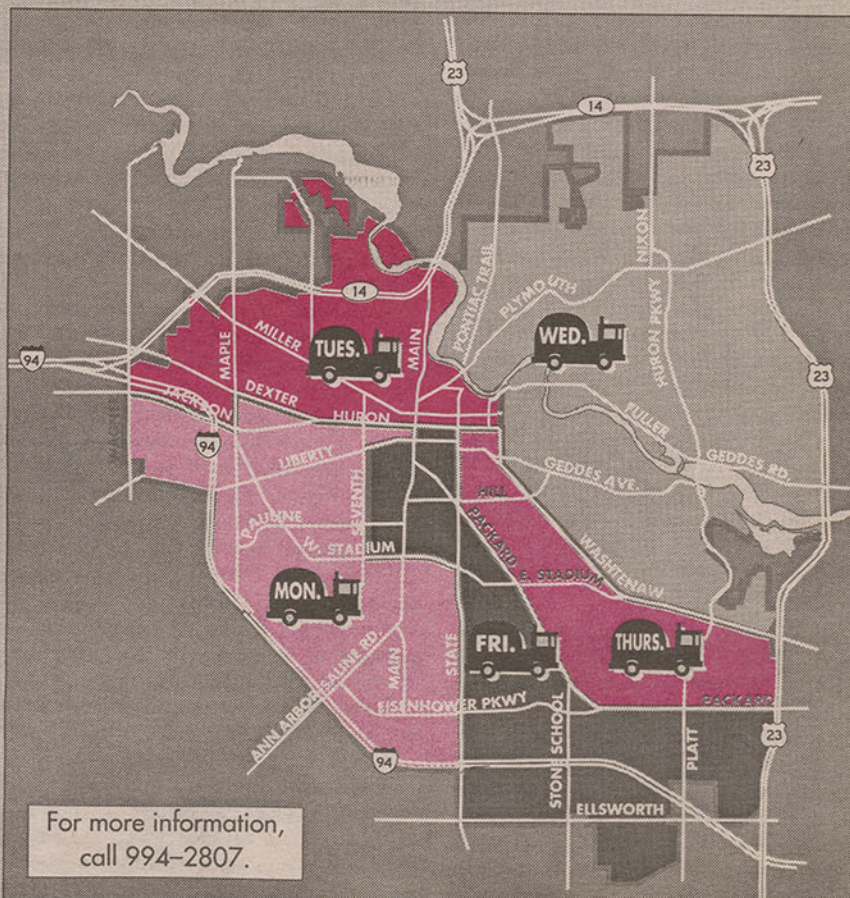 23
14
23
NIXON
PONTIAC TRAIL
PLYMOUTH
HURON PKWY
14
MILLER
TUES.
MAIN
WED.
94
MAPLE
23
JACKSON
DEXTER
HURON
FULLER
WAGNER
94
LIBERTY
GEDDES AVE.
GEDDES RD.
SEVENTH
HILL
PAULINE
PACKARD
W. STADIUM
WASHTENAW
E. STADIUM
MON.
FRI.
THURS.
STATE
MAIN
ANN ARBOR-SALINE RD.
EISENHOWER PKWY
PACKARD
23
94
STONE SCHOOL
PLATT
ELLSWORTH
For more information,
call 994–2807.